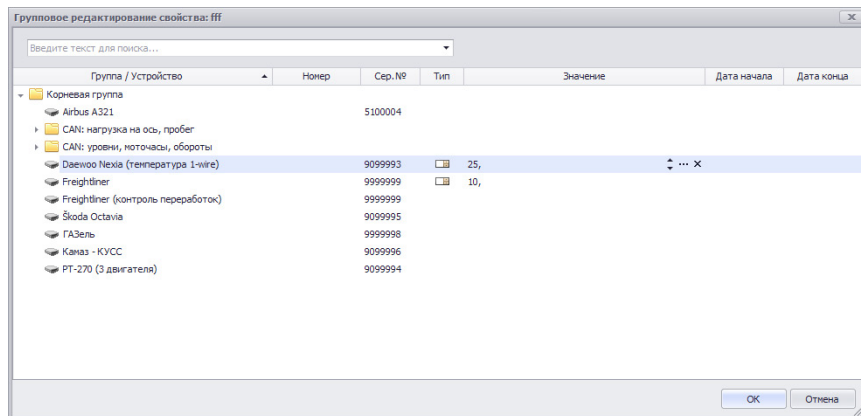 Групповое редактирование свойства: fff
Введите текст для поиска...
Группа / Устройство Номер Сер.№ Тип Значение Дата начала Дата конца
Корневая группа
Airbus A321 5100004
CAN: нагрузка на ось, пробег
CAN: уровни, моточасы, обороты
Daewoo Nexia (температура 1-wire) 9099993 25,
Freightliner 9999999 10,
Freightliner (контроль переработок) 9999999
Škoda Octavia 9099995
ГАЗель 9999998
Камаз - КУСС 9099996
РТ-270 (3 двигателя) 9099994
OK Отмена